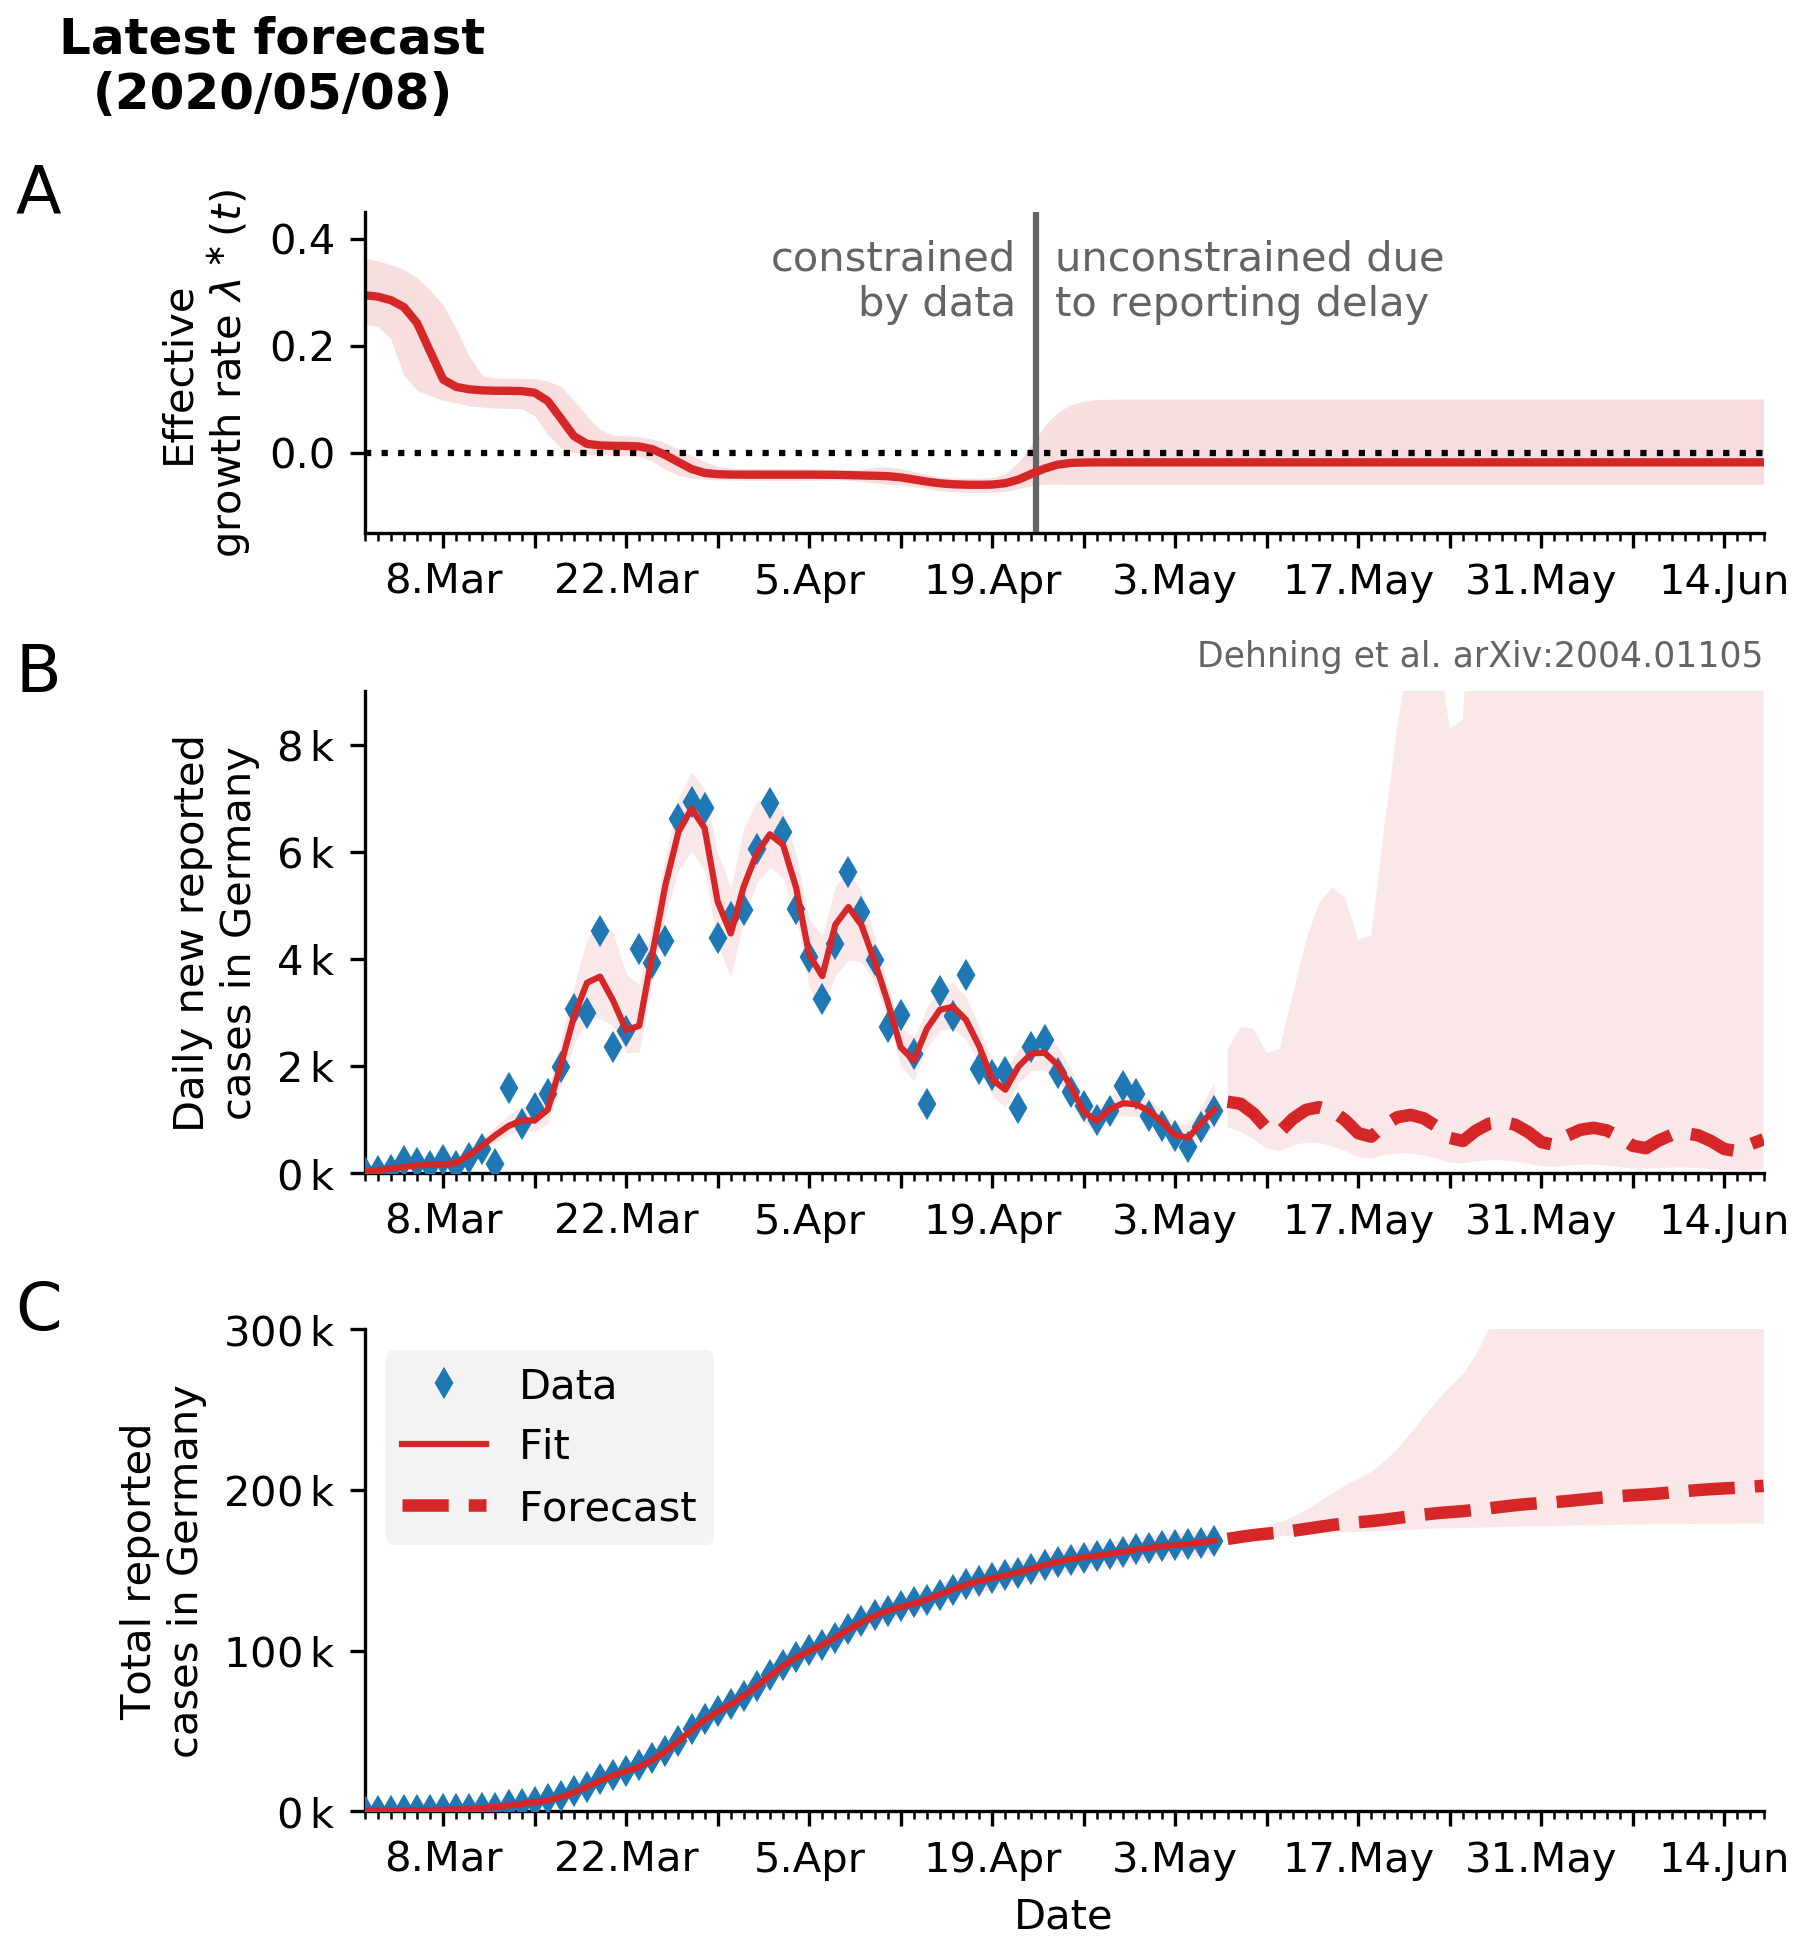 Latest forecast
(2020/05/08)
A
Effective
growth rate λ * (t)
0.4
0.2
0.0
constrained
by data
unconstrained due
to reporting delay
8.Mar 22.Mar 5.Apr 19.Apr 3.May 17.May 31.May 14.Jun
B
Dehning et al. arXiv:2004.01105
Daily new reported
cases in Germany
8 k
6 k
4 k
2 k
0 k
8.Mar 22.Mar 5.Apr 19.Apr 3.May 17.May 31.May 14.Jun
C
Total reported
cases in Germany
300 k
200 k
100 k
0 k
Data
Fit
Forecast
8.Mar 22.Mar 5.Apr 19.Apr 3.May 17.May 31.May 14.Jun
Date